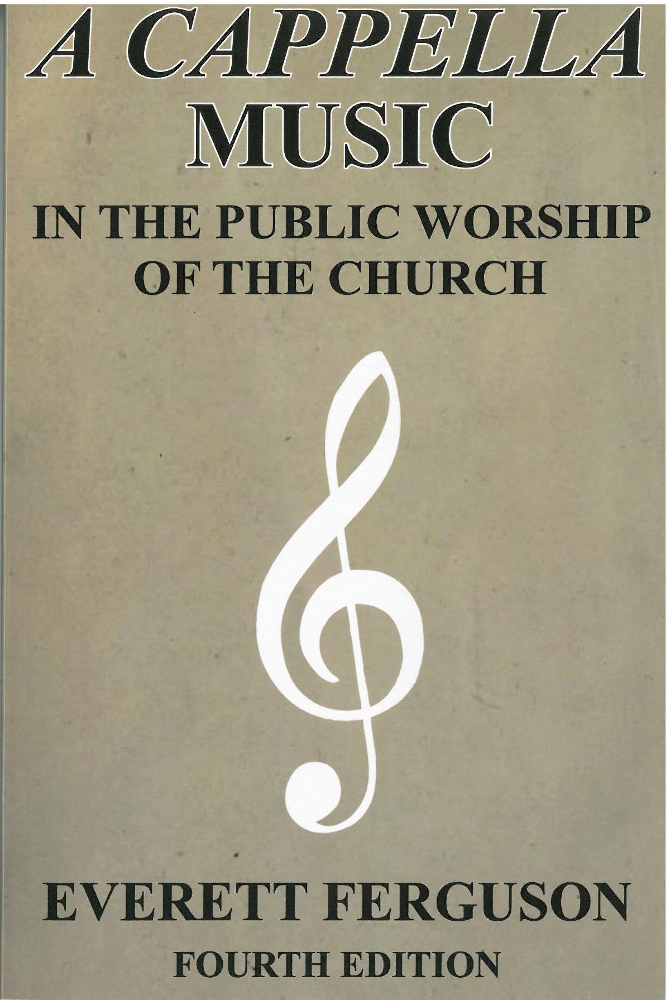 A CAPPELLA
MUSIC
IN THE PUBLIC WORSHIP
OF THE CHURCH
EVERETT FERGUSON
FOURTH EDITION